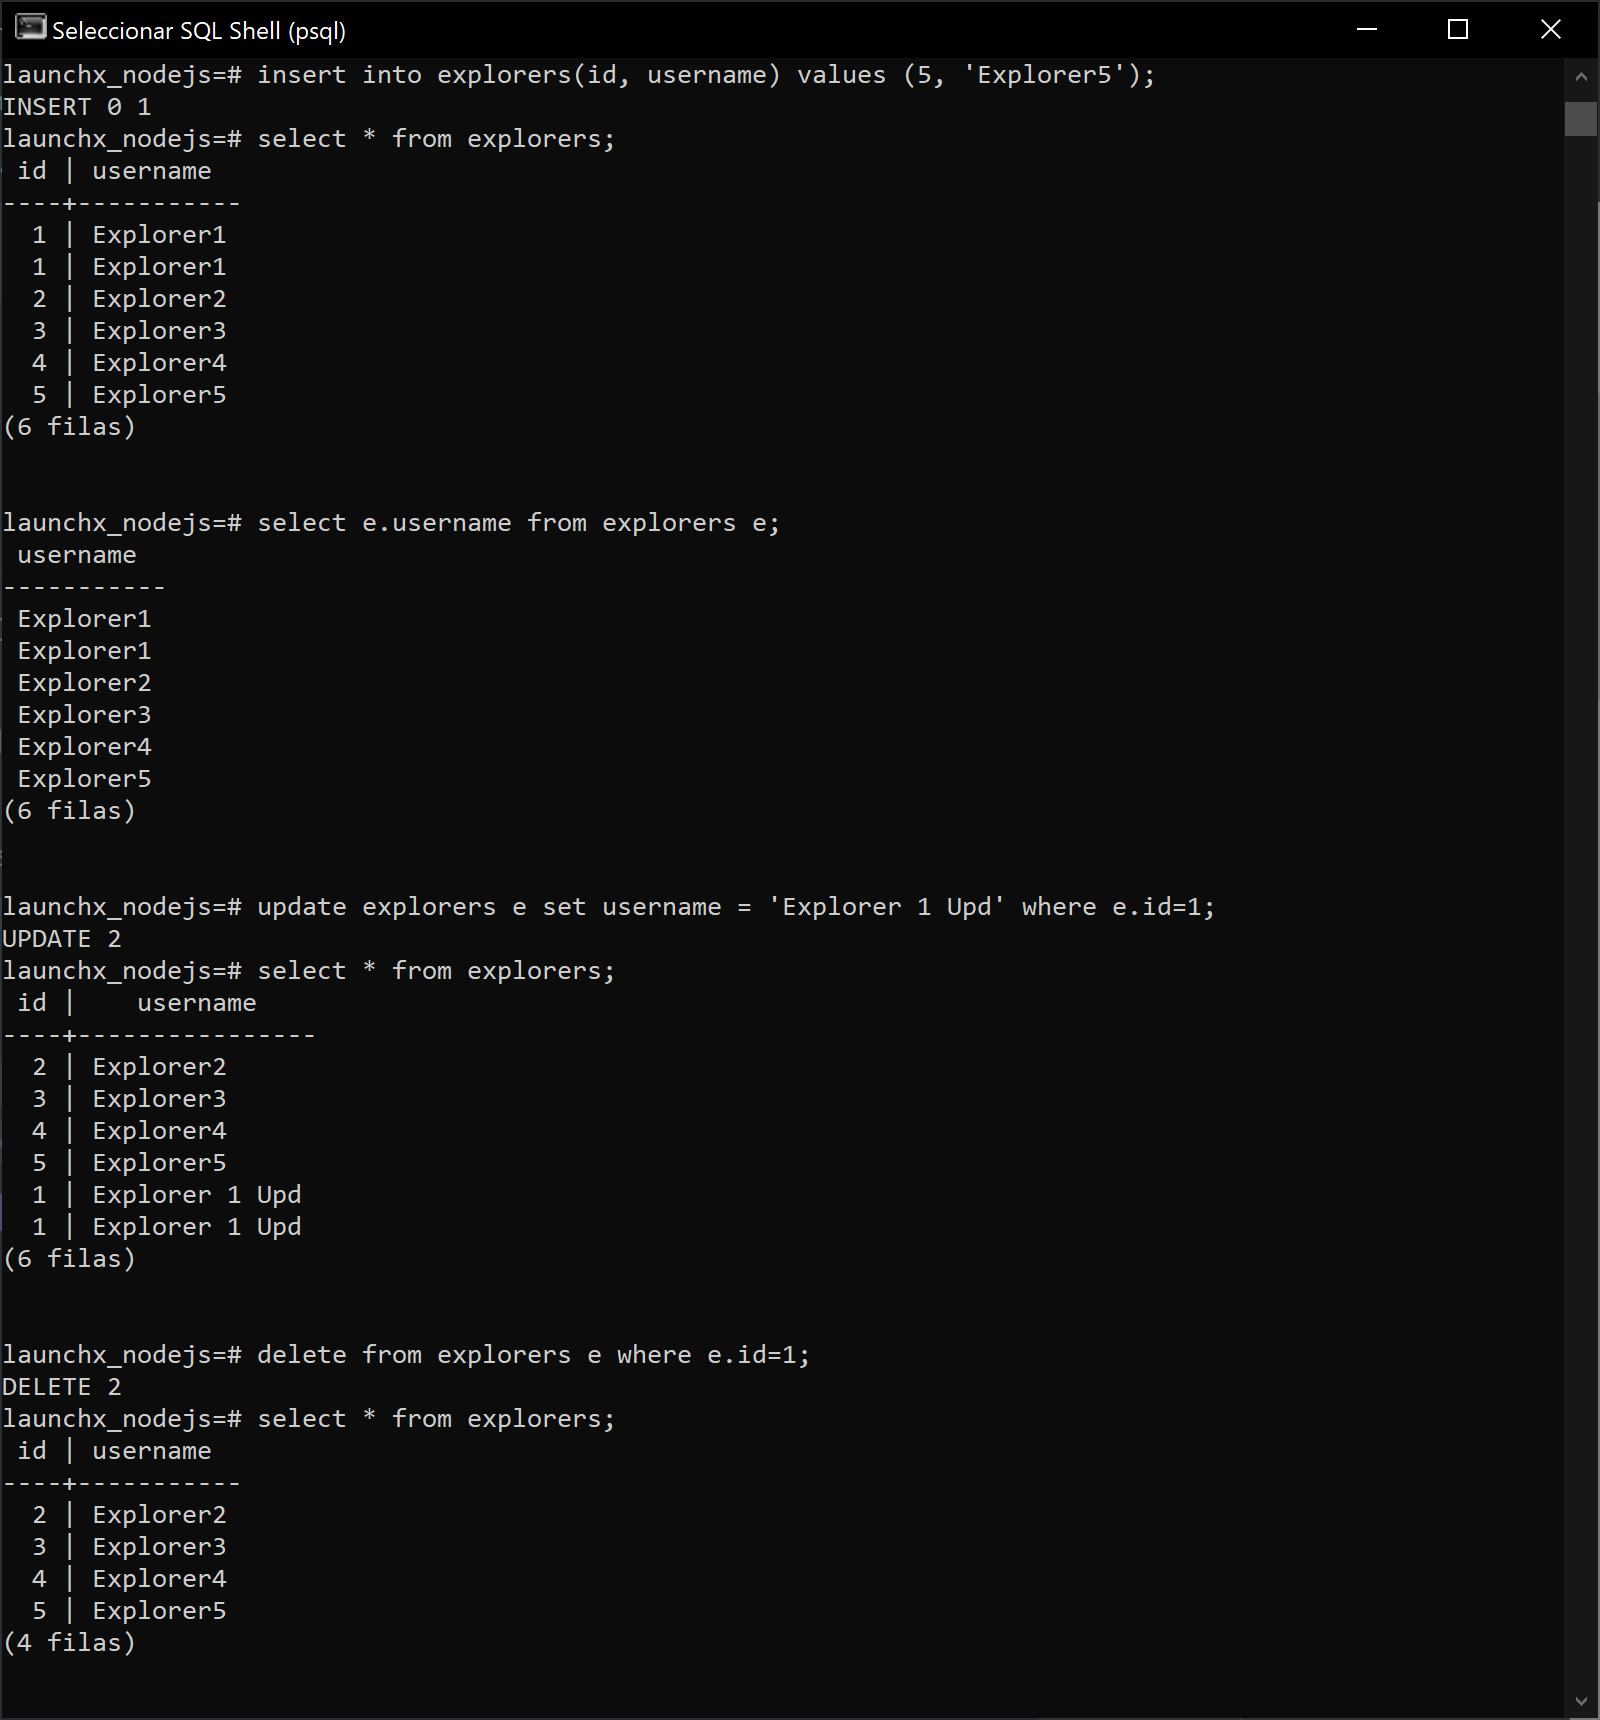 Seleccionar SQL Shell (psql)
launchx_nodejs=# insert into explorers(id, username) values (5, 'Explorer5');
INSERT 0 1
launchx_nodejs=# select * from explorers;
 id | username
----+-----------
  1 | Explorer1
  1 | Explorer1
  2 | Explorer2
  3 | Explorer3
  4 | Explorer4
  5 | Explorer5
(6 filas)
launchx_nodejs=# select e.username from explorers e;
 username
-----------
 Explorer1
 Explorer1
 Explorer2
 Explorer3
 Explorer4
 Explorer5
(6 filas)
launchx_nodejs=# update explorers e set username = 'Explorer 1 Upd' where e.id=1;
UPDATE 2
launchx_nodejs=# select * from explorers;
 id |    username
----+----------------
  2 | Explorer2
  3 | Explorer3
  4 | Explorer4
  5 | Explorer5
  1 | Explorer 1 Upd
  1 | Explorer 1 Upd
(6 filas)
launchx_nodejs=# delete from explorers e where e.id=1;
DELETE 2
launchx_nodejs=# select * from explorers;
 id | username
----+-----------
  2 | Explorer2
  3 | Explorer3
  4 | Explorer4
  5 | Explorer5
(4 filas)